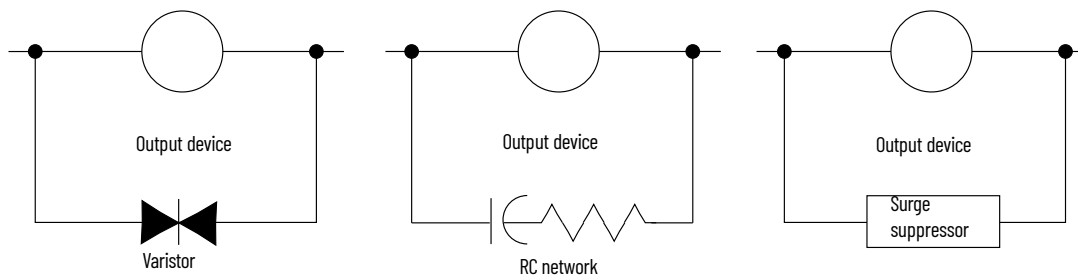 Output device
Varistor
Output device
RC network
Output device
Surge
suppressor